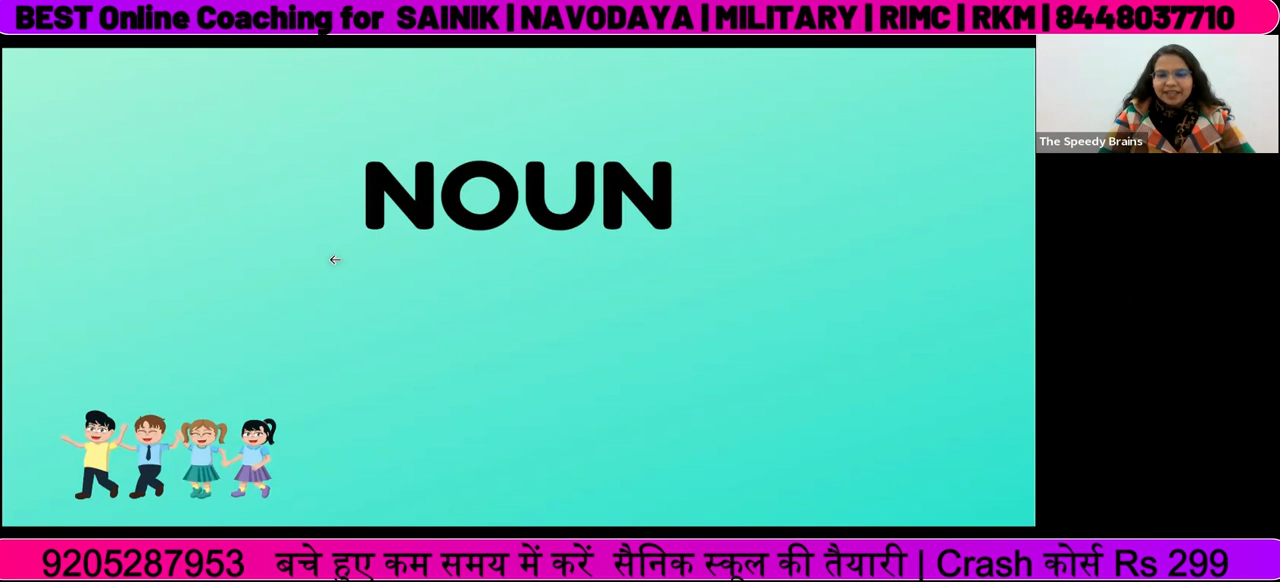 BEST Online Coaching for SAINIK | NAVODAYA | MILITARY | RIMC | RKM | 8448037710
The Speedy Brains
NOUN
9205287953 बचे हुए कम समय में करें सैनिक स्कूल की तैयारी | Crash कोर्स Rs 299